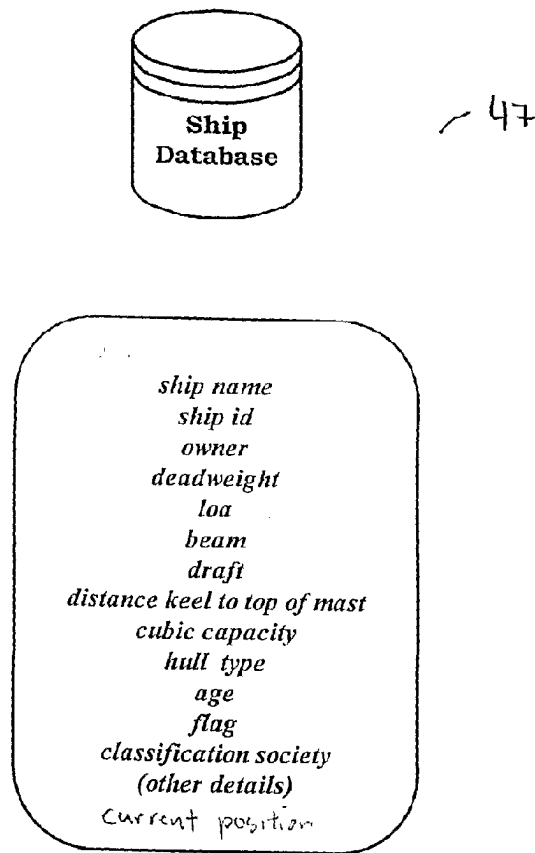 Ship
Database
47
ship name
ship id
owner
deadweight
loa
beam
draft
distance keel to top of mast
cubic capacity
hull type
age
flag
classification society
(other details)
current position